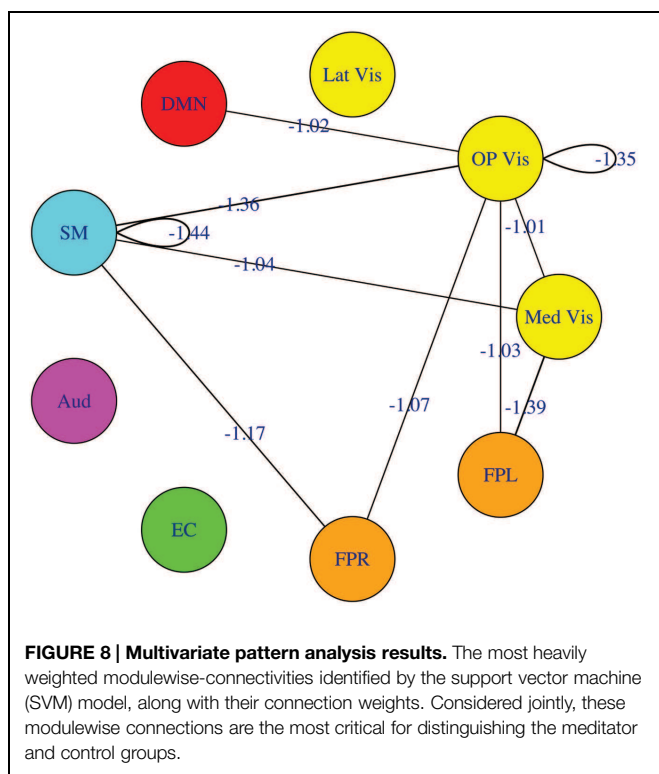 Lat Vis
DMN
-1.02
OP Vis
-1.35
-1.36
-1.01
SM
-1.44
-1.04
Med Vis
-1.03
Aud
-1.07
-1.39
-1.17
FPL
EC
FPR
FIGURE 8 | Multivariate pattern analysis results. The most heavily
weighted modulewise-connectivities identified by the support vector machine
(SVM) model, along with their connection weights. Considered jointly, these
modulewise connections are the most critical for distinguishing the meditator
and control groups.